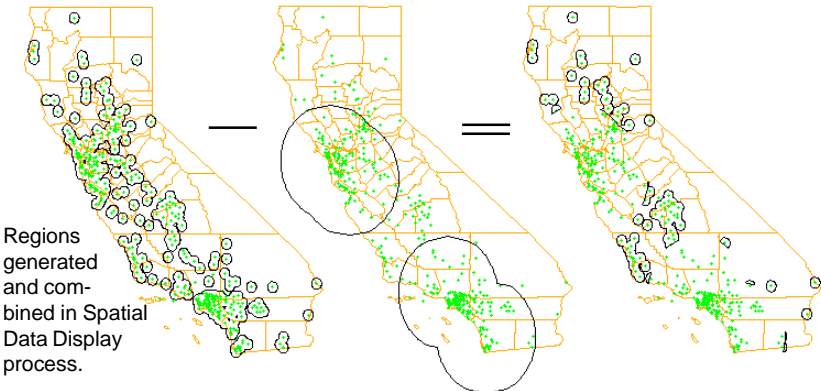 Regions
generated
and com-
bined in Spatial
Data Display
process.